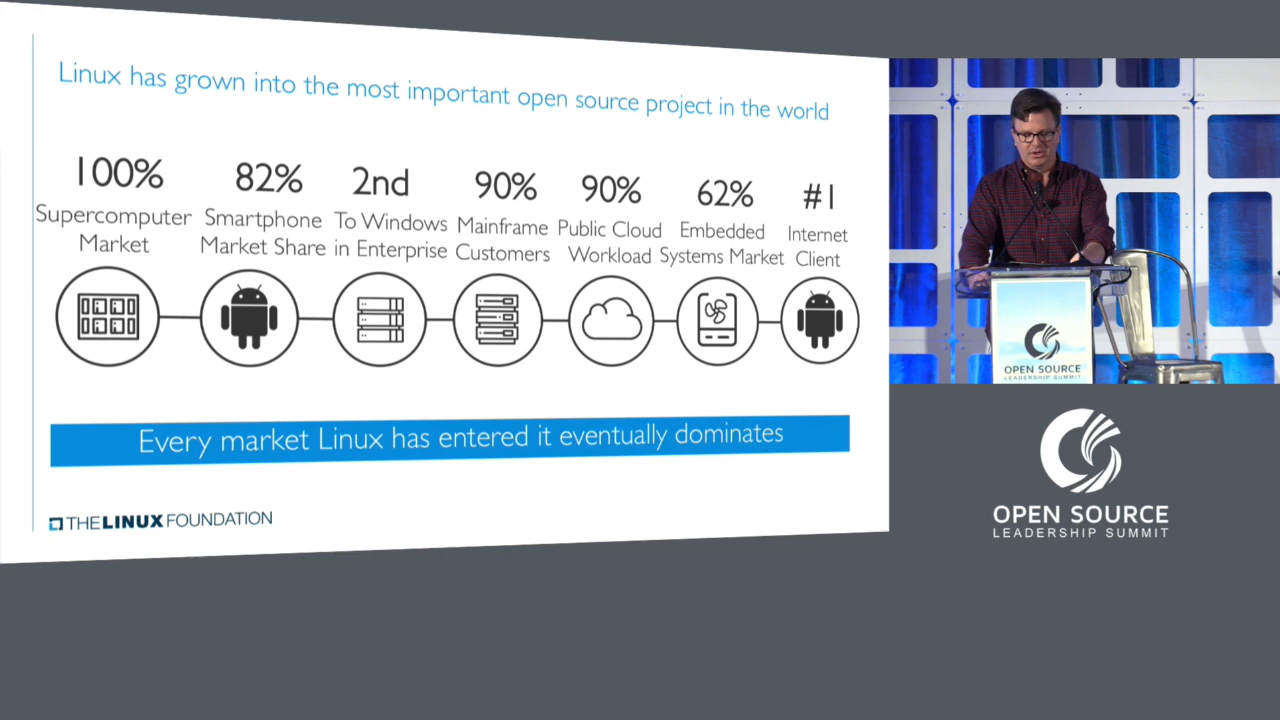 Linux has grown into the most important open source project in the world
100%
Supercomputer
Market
82%
Smartphone
Market Share
2nd
To Windows
in Enterprise
90%
Mainframe
Customers
90%
Public Cloud
Workload
62%
Embedded
Systems Market
#1
Internet
Client
Every market Linux has entered it eventually dominates
THE LINUX FOUNDATION
OPEN SOURCE
LEADERSHIP SUMMIT
OPEN SOURCE
LEADERSHIP SUMMIT